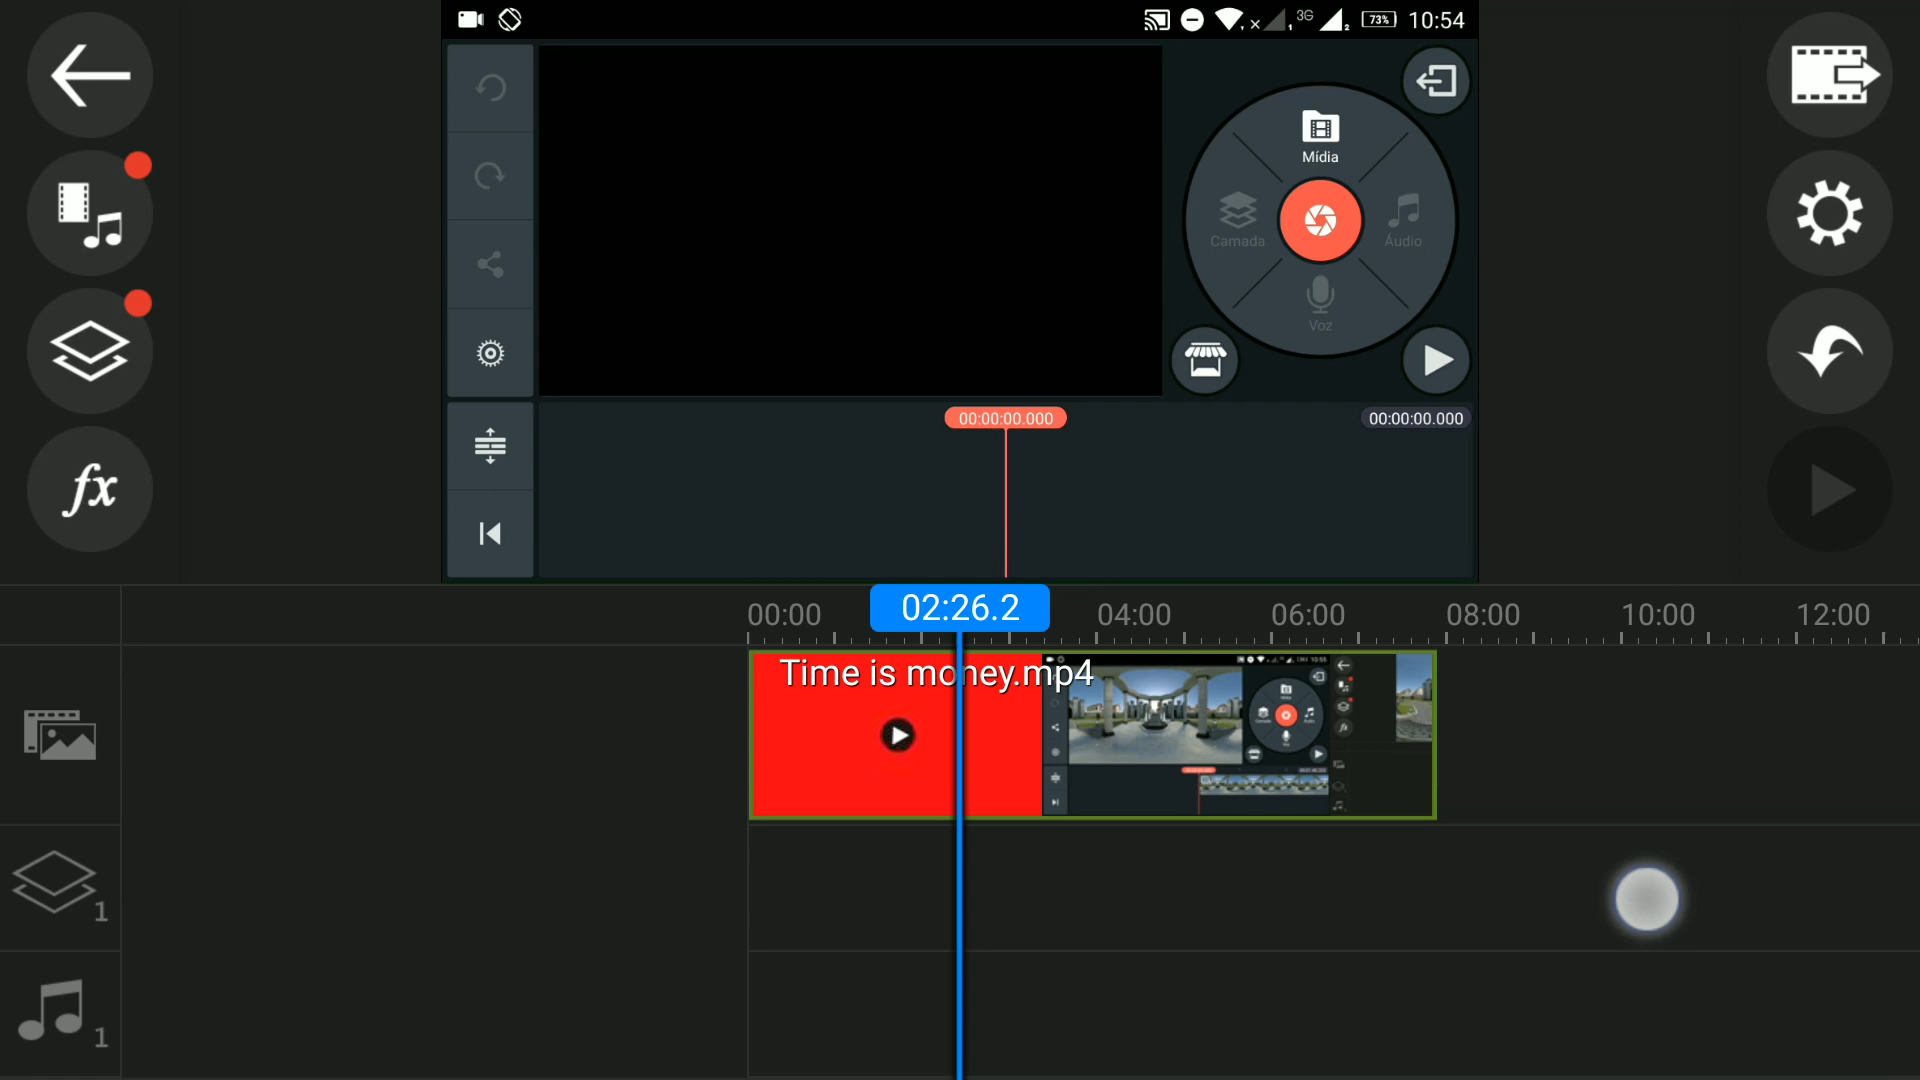 3G
73%
10:54
Mídia
Camada
Áudio
Voz
00:00:00.000
00:00:00.000
fx
00:00
02:26.2
04:00
06:00
08:00
10:00
12:00
Time is money.mp4
1
1